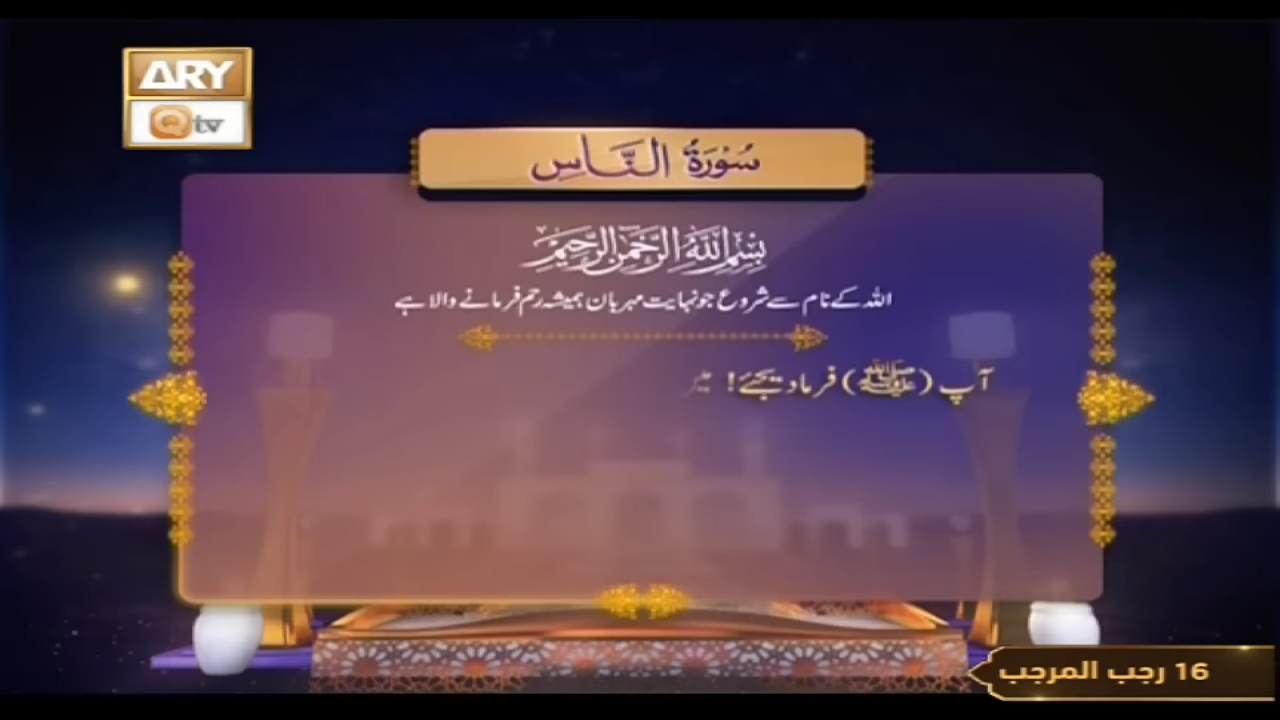 ARY
Qtv
سُوْرَةُ النَّاسِ
بِسْمِ اللّٰهِ الرَّحْمٰنِ الرَّحِيْمِ
اللہ کے نام سے شروع جو نہایت مہربان ہمیشہ رحم فرمانے والا ہے
آپ (ﷺ) فرما دیجئے!
16 رجب المرجب